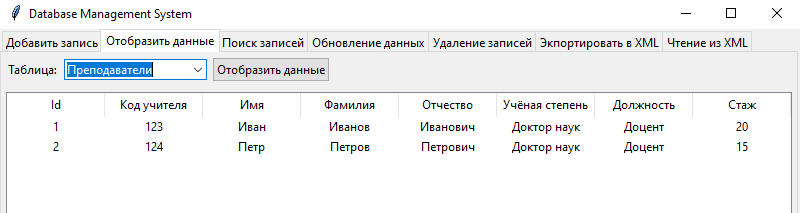 Database Management System
Добавить запись Отобразить данные Поиск записей Обновление данных Удаление записей Экспортировать в XML Чтение из XML
Таблица: Преподаватели Отобразить данные
Id Код учителя Имя Фамилия Отчество Учёная степень Должность Стаж
1 123 Иван Иванов Иванович Доктор наук Доцент 20
2 124 Петр Петров Петрович Доктор наук Доцент 15